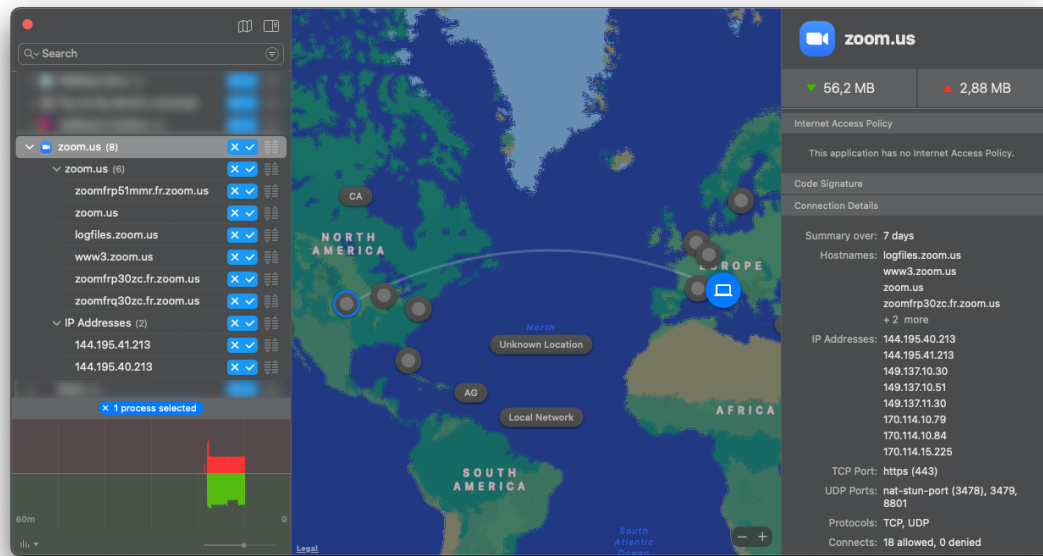 Search
zoom.us (8)
zoom.us (6)
zoomfrp51mmr.fr.zoom.us
zoom.us
logfiles.zoom.us
www3.zoom.us
zoomfrp30zc.fr.zoom.us
zoomfrq30zc.fr.zoom.us
IP Addresses (2)
144.195.41.213
144.195.40.213
1 process selected
60m
0
CA
NORTH
AMERICA
EUROPE
North
Unknown Location
AG
Local Network
AFRICA
SOUTH
AMERICA
South
Atlantic
Ocean
Legal
zoom.us
56,2 MB
2,88 MB
Internet Access Policy
This application has no Internet Access Policy.
Code Signature
Connection Details
Summary over: 7 days
Hostnames: logfiles.zoom.us
www3.zoom.us
zoom.us
zoomfrp30zc.fr.zoom.us
+ 2 more
IP Addresses: 144.195.40.213
144.195.41.213
149.137.10.30
149.137.10.51
149.137.11.30
170.114.10.79
170.114.10.84
170.114.15.225
TCP Port: https (443)
UDP Ports: nat-stun-port (3478), 3479,
8801
Protocols: TCP, UDP
Connects: 18 allowed, 0 denied